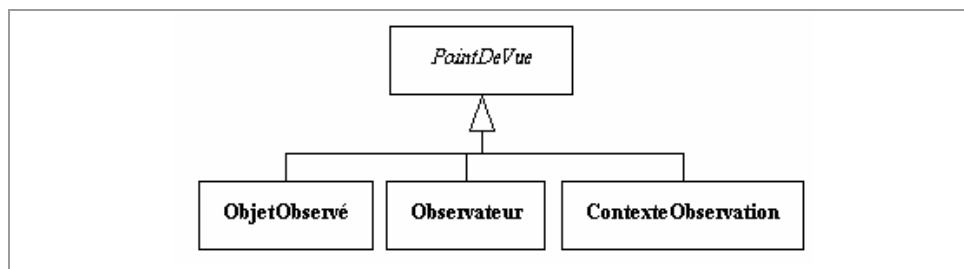 PointDeVue
ObjetObservé
Observateur
ContexteObservation